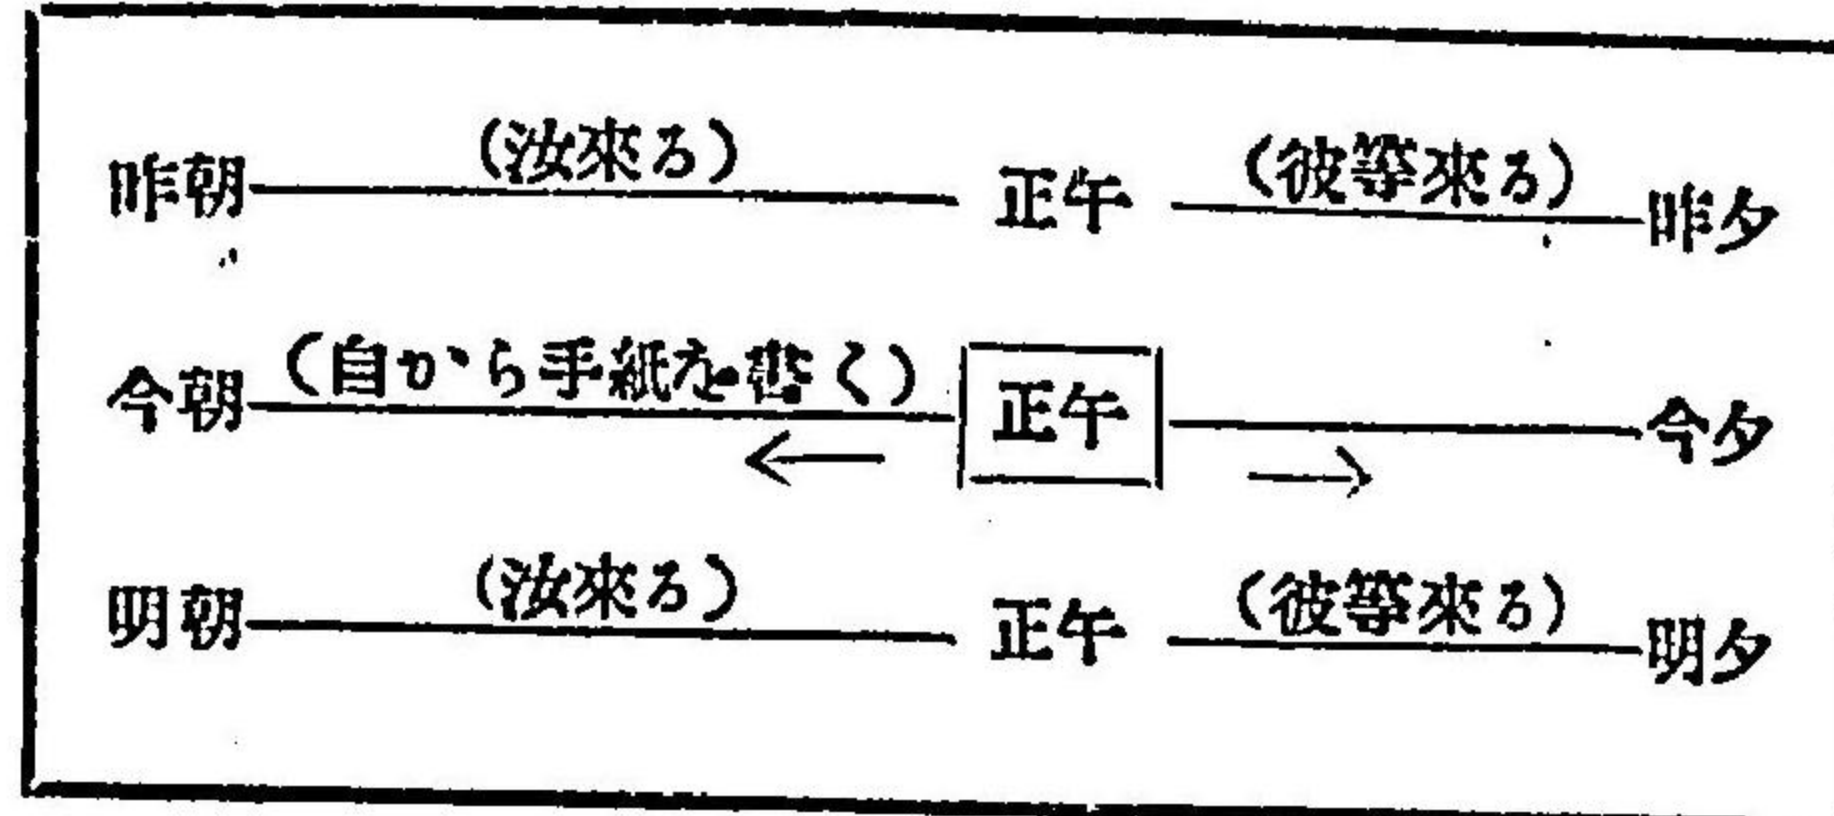 昨朝 (汝來る) 正午 (彼等來る) 昨夕
今朝 (自から手紙を書く) 正午 今夕
明朝 (汝來る) 正午 (彼等來る) 明夕